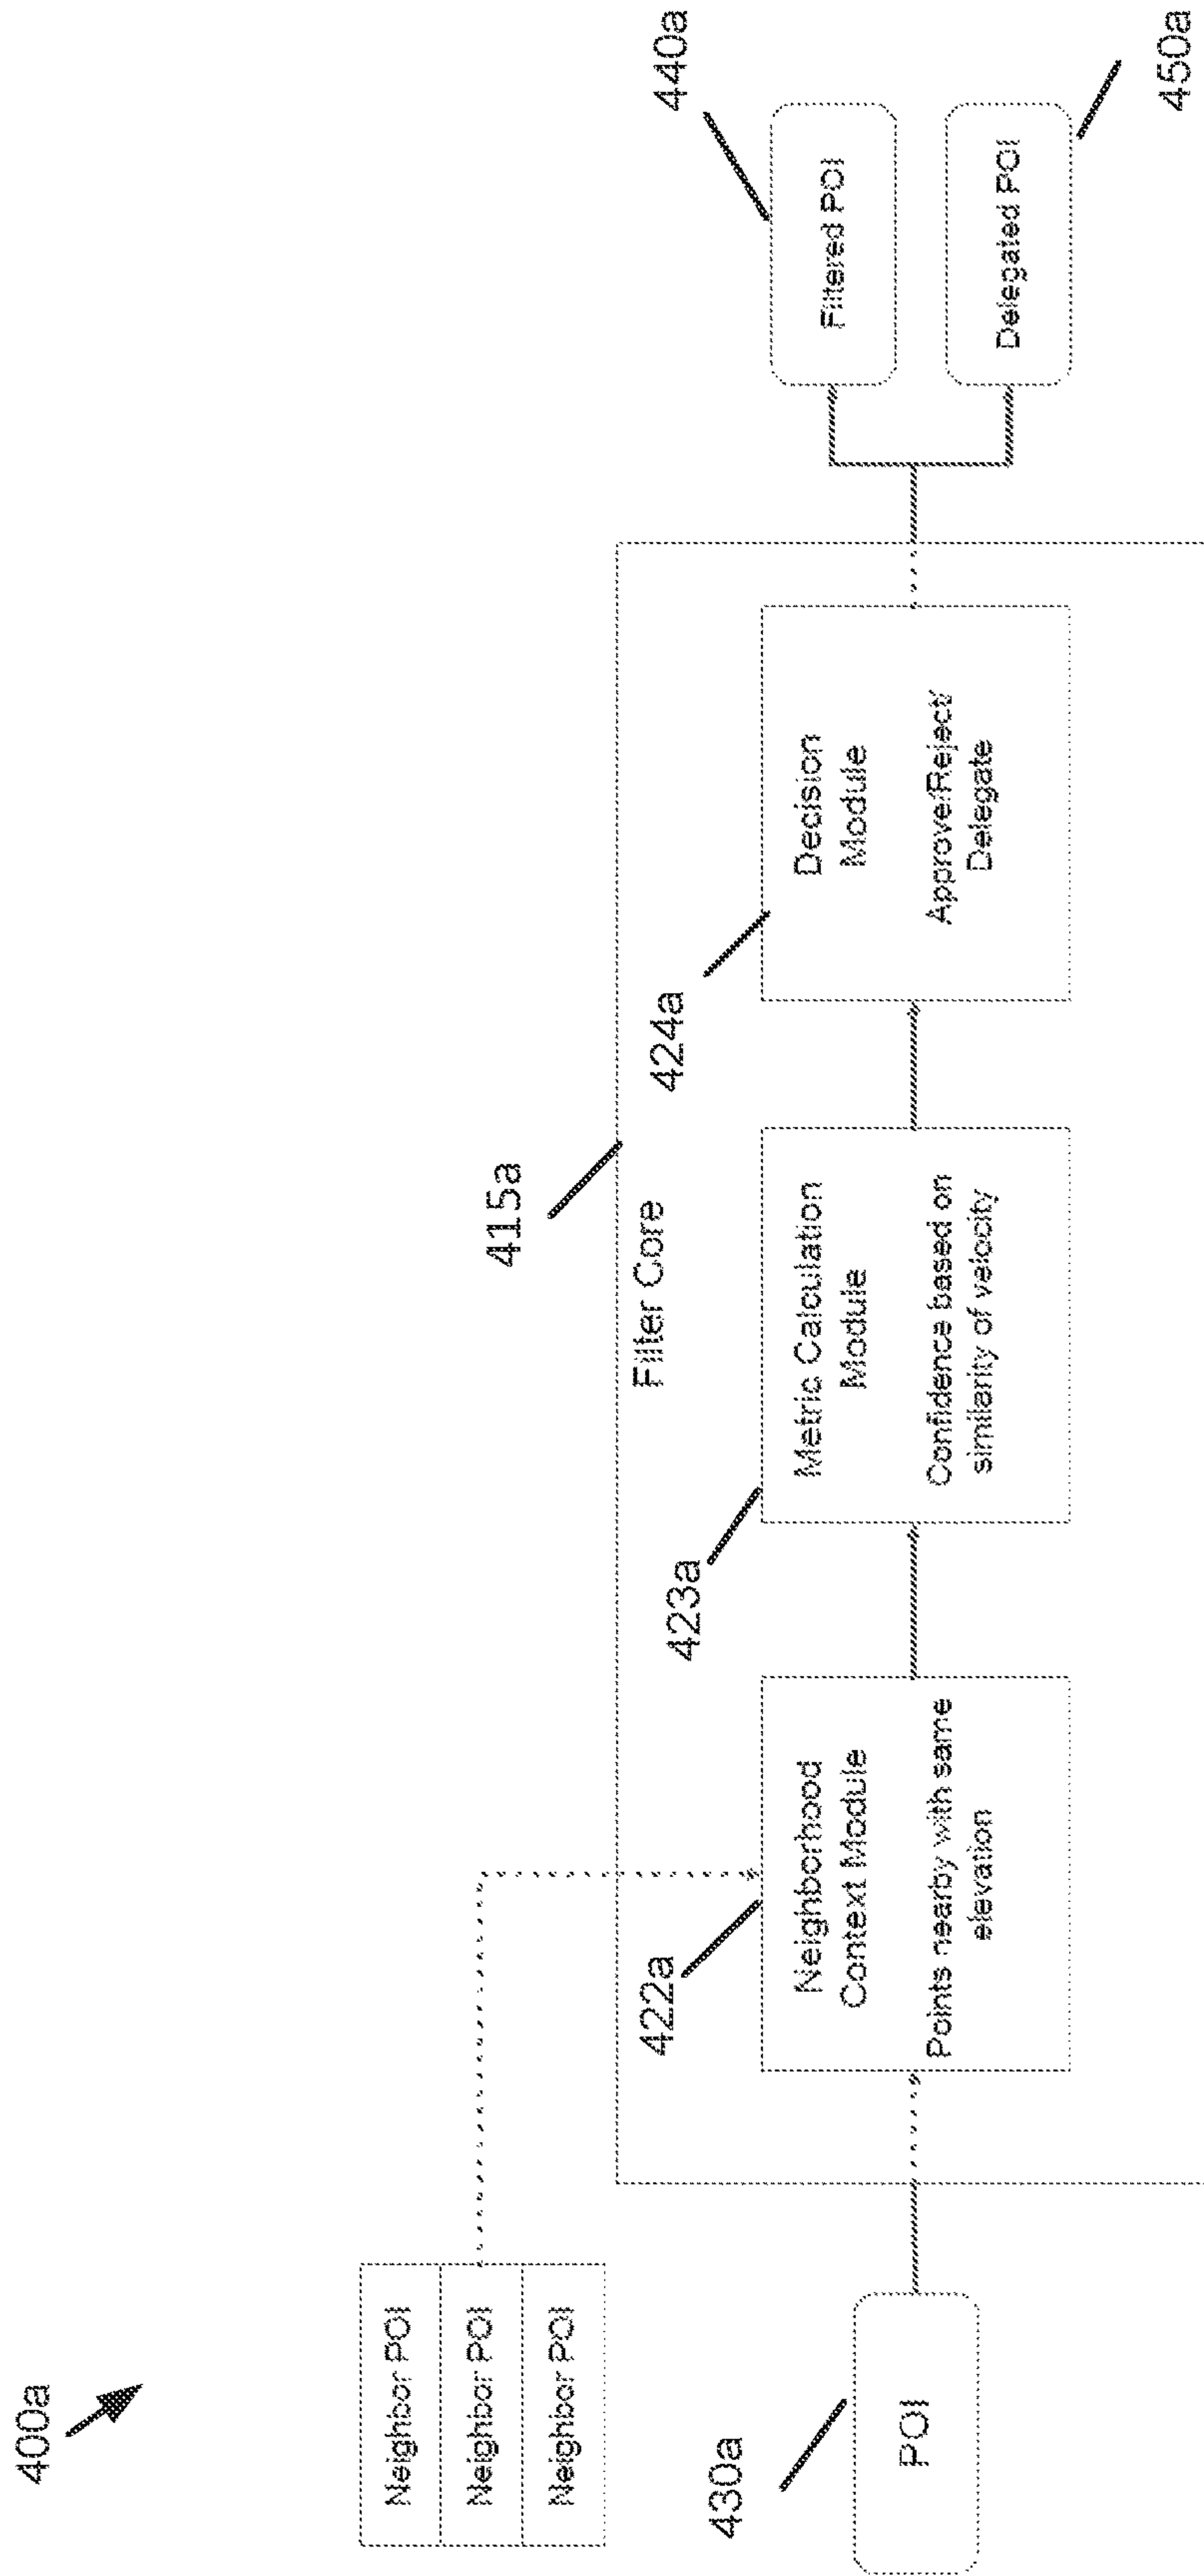 400a
Neighbor POI
Neighbor POI
Neighbor POI
430a
POI
415a
Filter Core
422a
Neighborhood
Context Module
Points nearby with same
elevation
423a
Metric Calculation
Module
Confidence based on
similarity of velocity
424a
Decision
Module
Approve/Reject/
Delegate
440a
Filtered POI
Delegated POI
450a